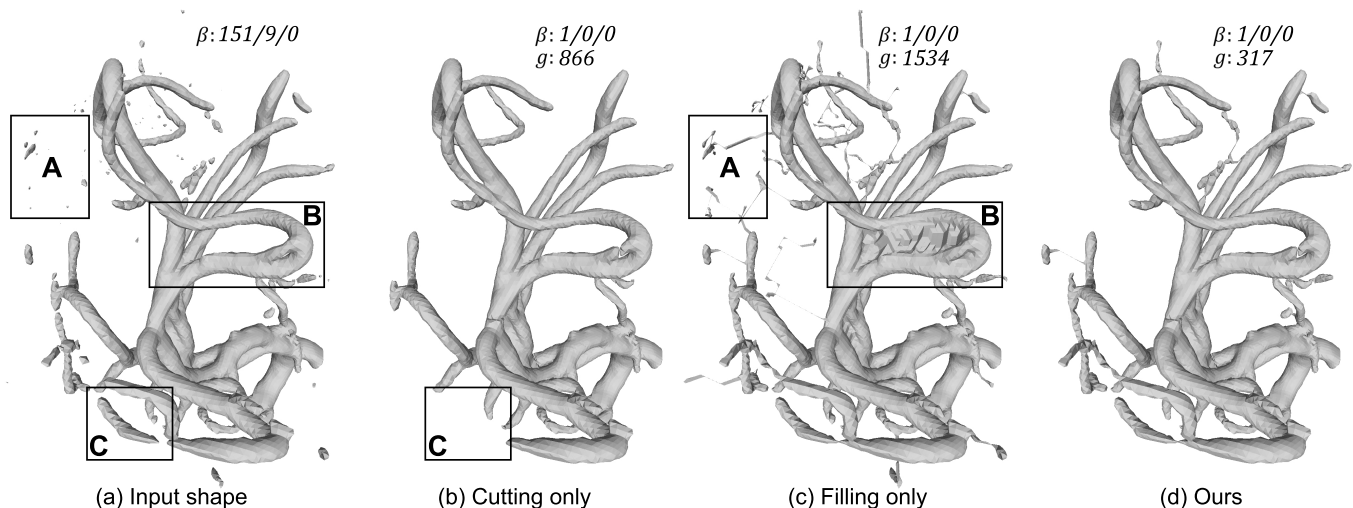 β: 151/9/0
β: 1/0/0
g: 866
β: 1/0/0
g: 1534
β: 1/0/0
g: 317
A
B
C
C
A
B
(a) Input shape
(b) Cutting only
(c) Filling only
(d) Ours